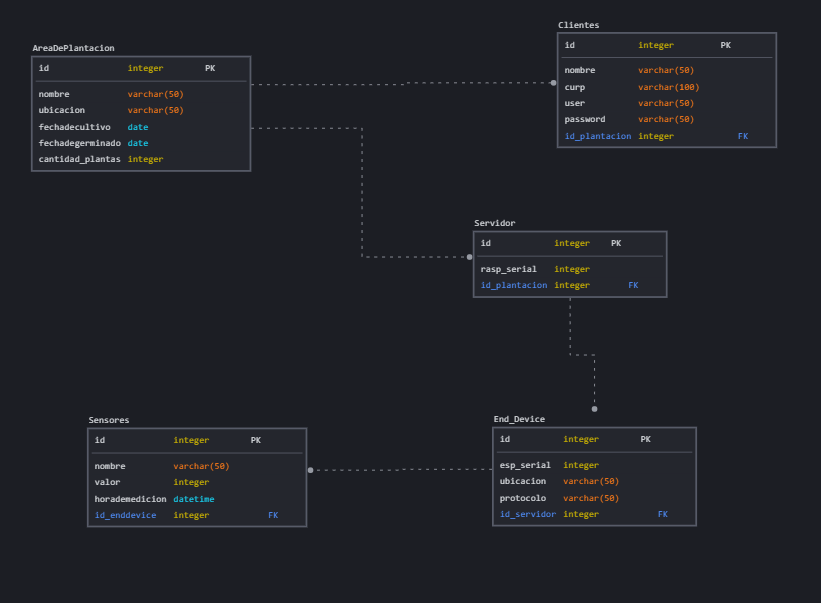 AreaDePlantacion
id integer PK
nombre varchar(50)
ubicacion varchar(50)
fechadecultivo date
fechadegerminado date
cantidad_plantas integer
Clientes
id integer PK
nombre varchar(50)
curp varchar(100)
user varchar(50)
password varchar(50)
id_plantacion integer FK
Servidor
id integer PK
rasp_serial integer
id_plantacion integer FK
Sensores
id integer PK
nombre varchar(50)
valor integer
horademedicion datetime
id_enddevice integer FK
End_Device
id integer PK
esp_serial integer
ubicacion varchar(50)
protocolo varchar(50)
id_servidor integer FK